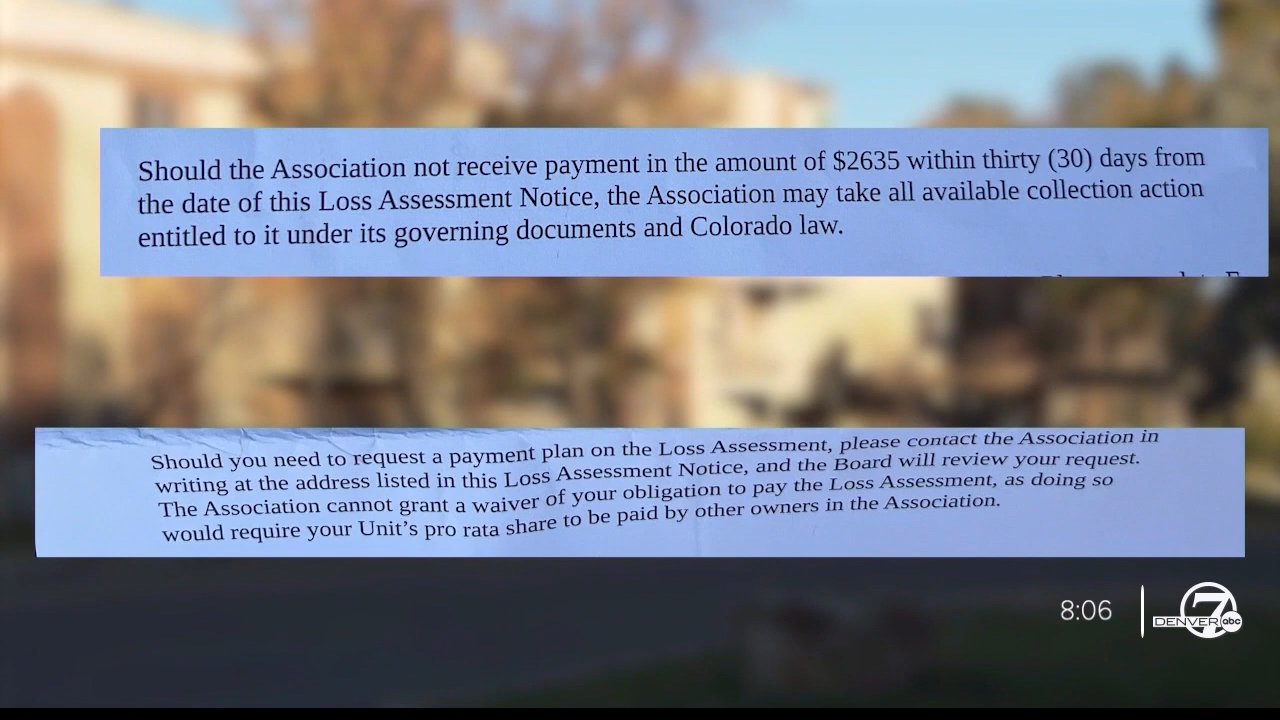 Should the Association not receive payment in the amount of $2635 within thirty (30) days from
the date of this Loss Assessment Notice, the Association may take all available collection action
entitled to it under its governing documents and Colorado law.
Should you need to request a payment plan on the Loss Assessment, please contact the Association in
writing at the address listed in this Loss Assessment Notice, and the Board will review your request.
The Association cannot grant a waiver of your obligation to pay the Loss Assessment, as doing so
would require your Unit's pro rata share to be paid by other owners in the Association.
8:06
DENVER 7 abc